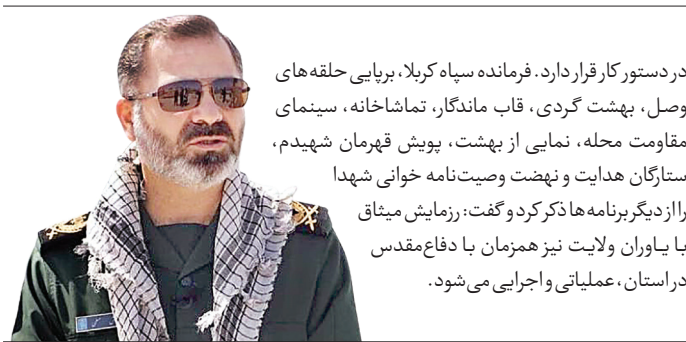 در دستور کار قرار دارد. فرمانده سپاه کربلا، برپایی حلقه‌های
وصل، بهشت گردی، قاب ماندگار، تماشاخانه، سینمای
مقاومت محله، نمایی از بهشت، پویش قهرمان شهیدم،
ستارگان هدایت و نهضت وصیت‌نامه خوانی شهدا
را از دیگر برنامه‌ها ذکر کرد و گفت: رزمایش میثاق
با یاوران ولایت نیز همزمان با دفاع‌مقدس
در استان، عملیاتی و اجرایی می‌شود.